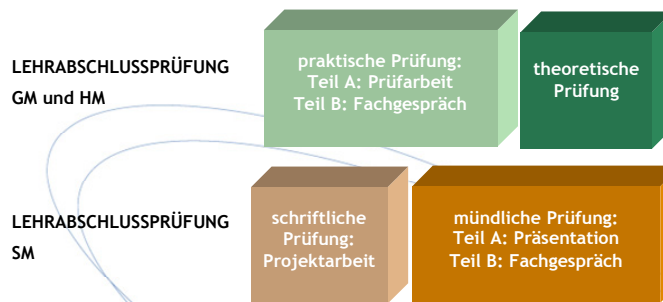 LEHRABSCHLUSSPRÜFUNG
GM und HM
praktische Prüfung:
Teil A: Prüfarbeit
Teil B: Fachgespräch
theoretische
Prüfung
LEHRABSCHLUSSPRÜFUNG
SM
schriftliche
Prüfung:
Projektarbeit
mündliche Prüfung:
Teil A: Präsentation
Teil B: Fachgespräch